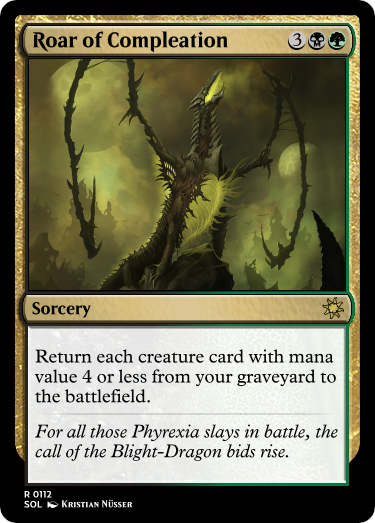 Roar of Compleation 3
Sorcery
Return each creature card with mana
value 4 or less from your graveyard to
the battlefield.
For all those Phyrexia slays in battle, the
call of the Blight-Dragon bids rise.
R 0112
SOL Kristian Nüsser